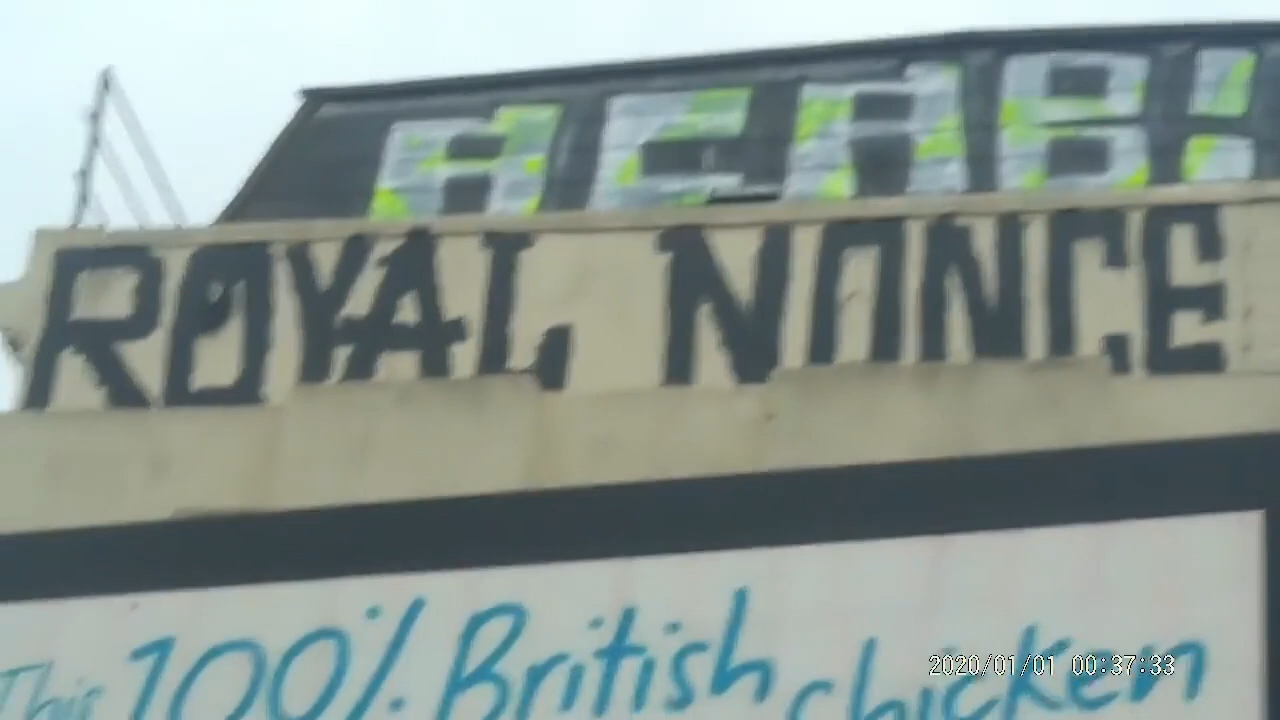 ACAB!
ROYAL NONCE
This 100% British chicken
2020/01/01 00:37:33